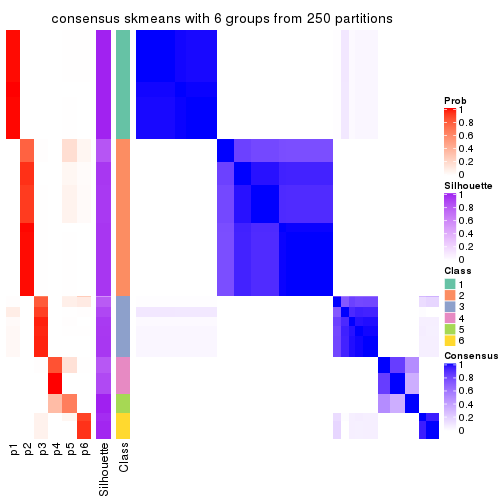 consensus skmeans with 6 groups from 250 partitions
Prob
1
0.8
0.6
0.4
0.2
0
Silhouette
1
0.8
0.6
0.4
0.2
0
Class
1
2
3
4
5
6
Consensus
1
0.8
0.6
0.4
0.2
0
p1
p2
p3
p4
p5
p6
Silhouette
Class